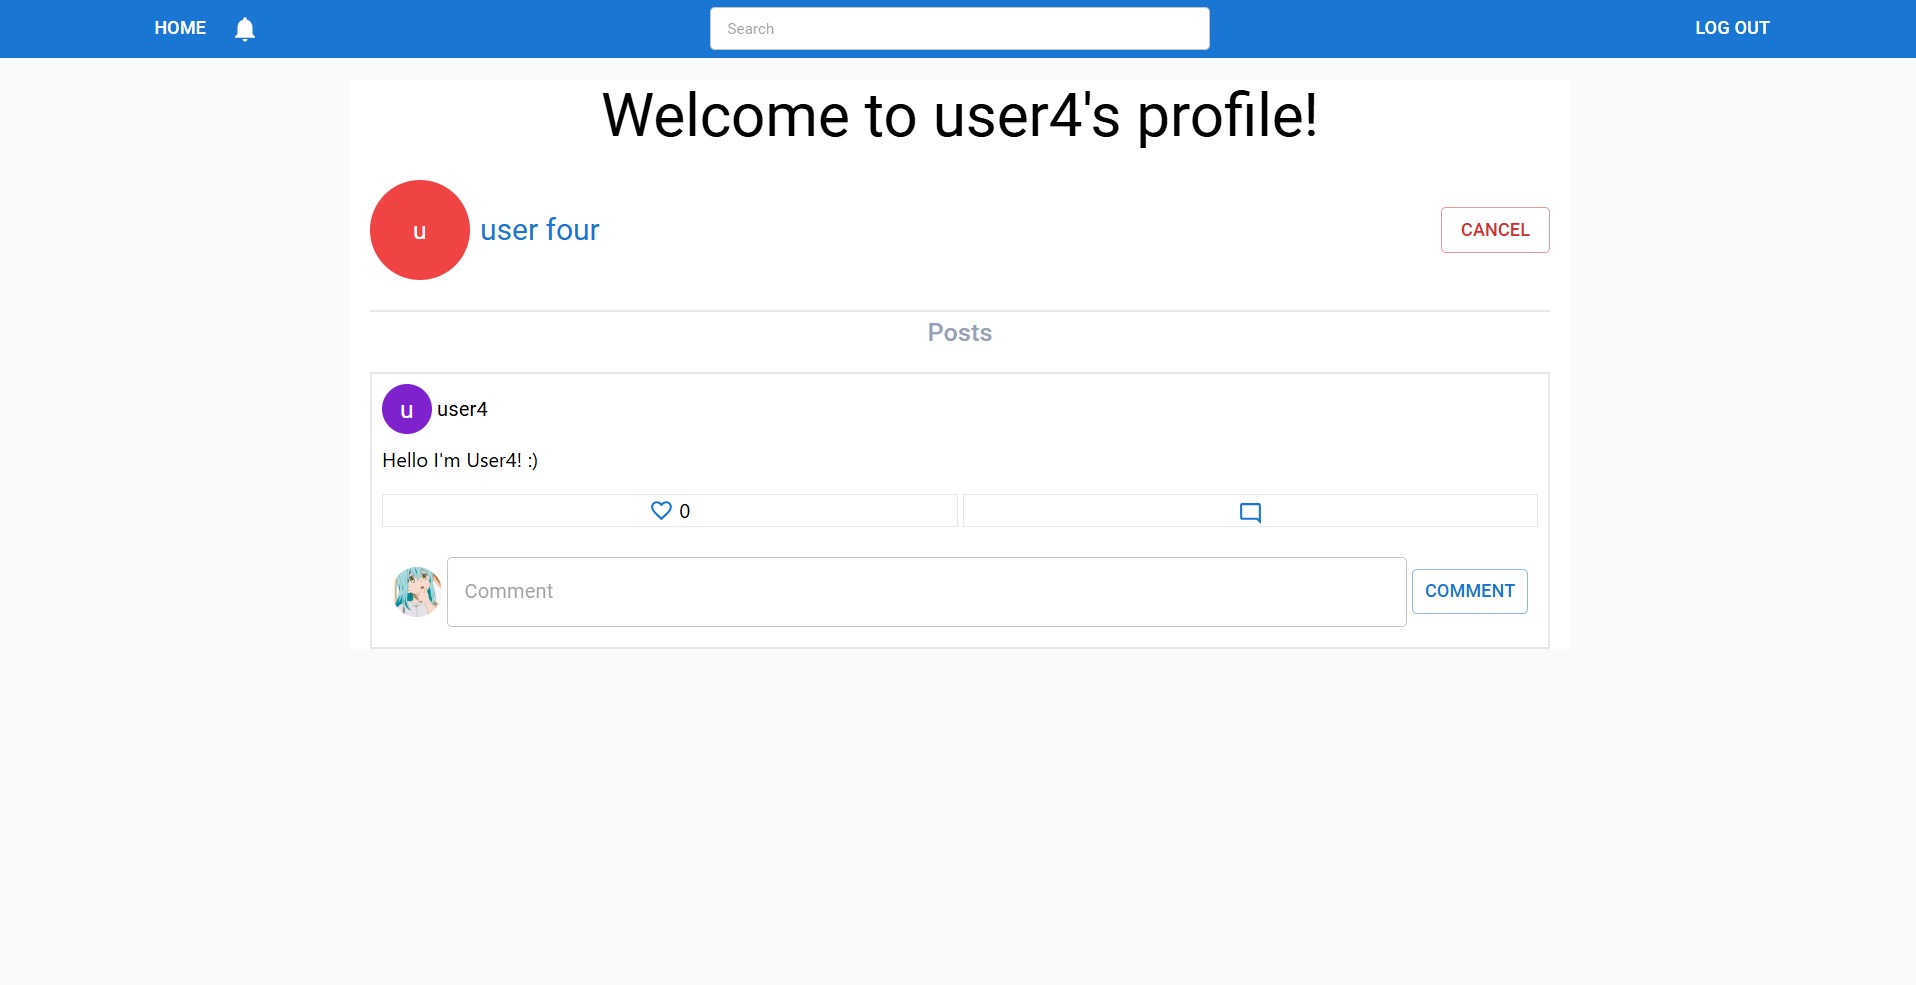 HOME
Search
LOG OUT
Welcome to user4's profile!
u
user four
CANCEL
Posts
u
user4
Hello I'm User4! :)
0
Comment
COMMENT